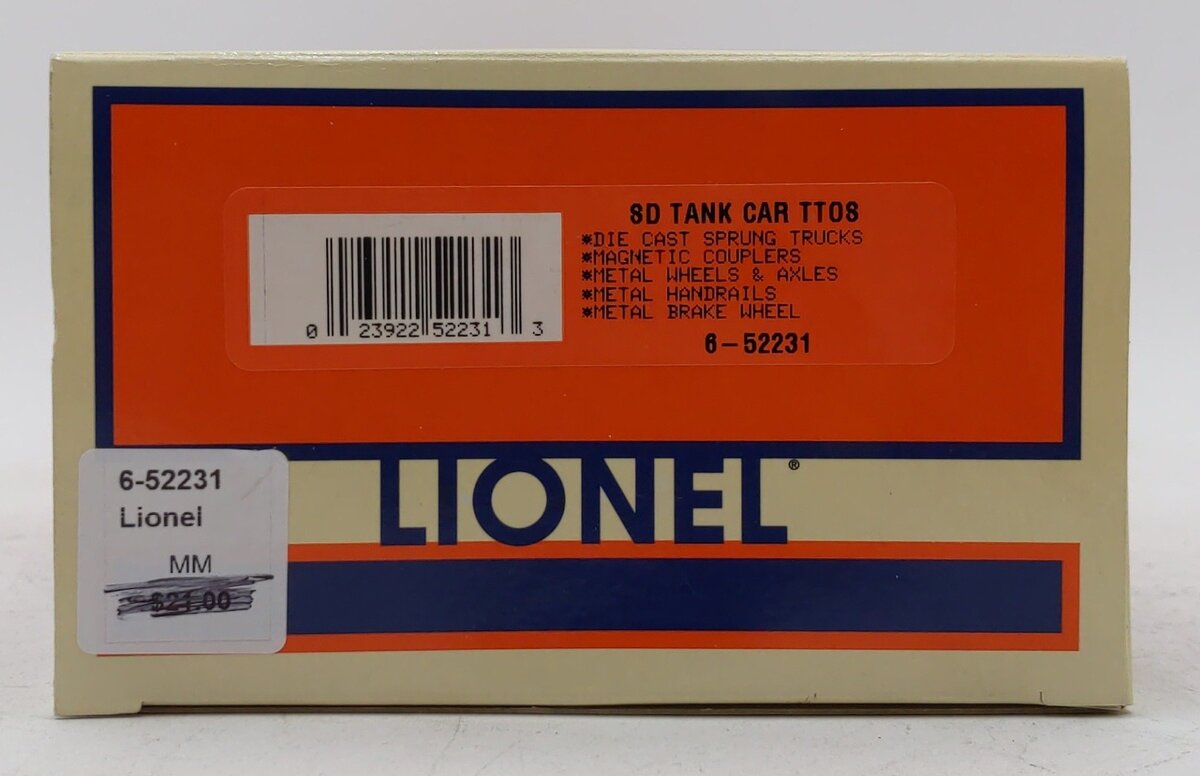 8D TANK CAR TTOS
*DIE CAST SPRUNG TRUCKS
*MAGNETIC COUPLERS
*METAL WHEELS & AXLES
*METAL HANDRAILS
*METAL BRAKE WHEEL
6-52231
0 23922 52231 3
LIONEL®
6-52231
Lionel
MM
$21.00